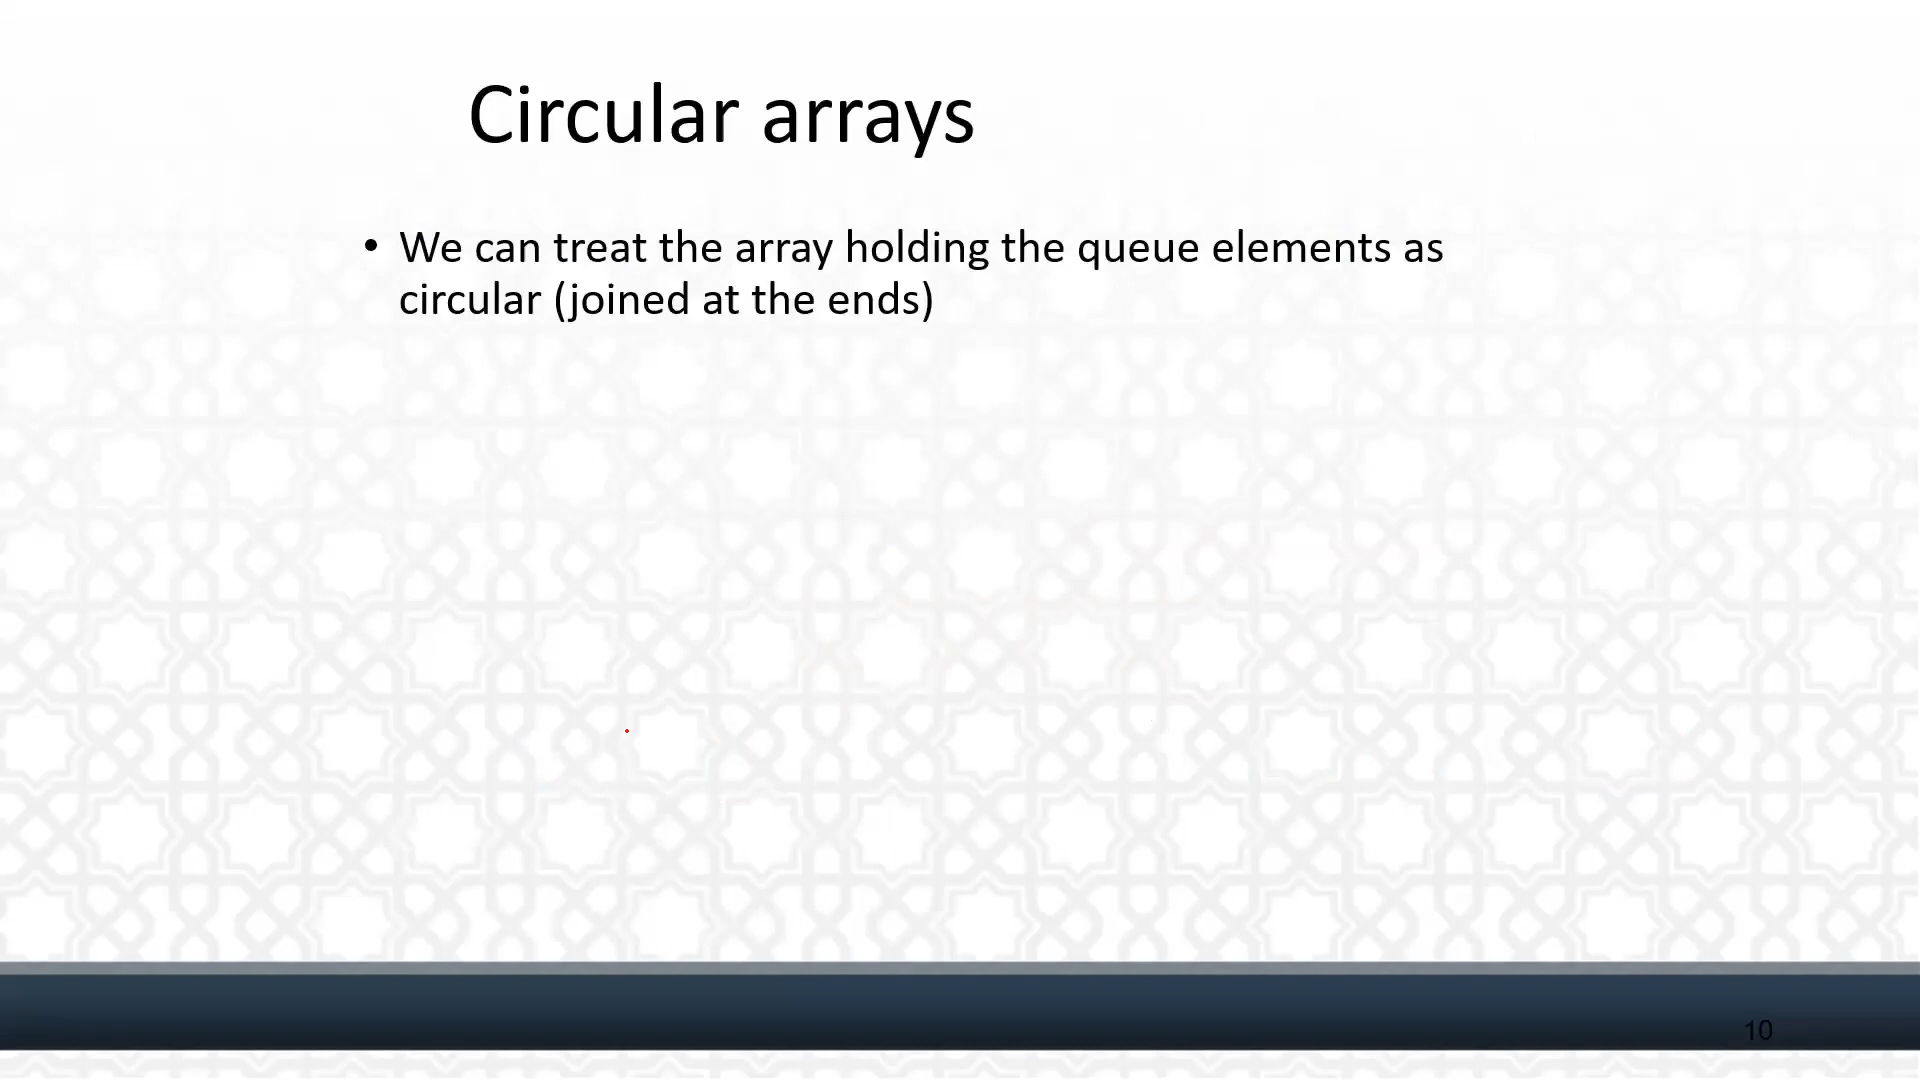 Circular arrays
• We can treat the array holding the queue elements as
circular (joined at the ends)
10